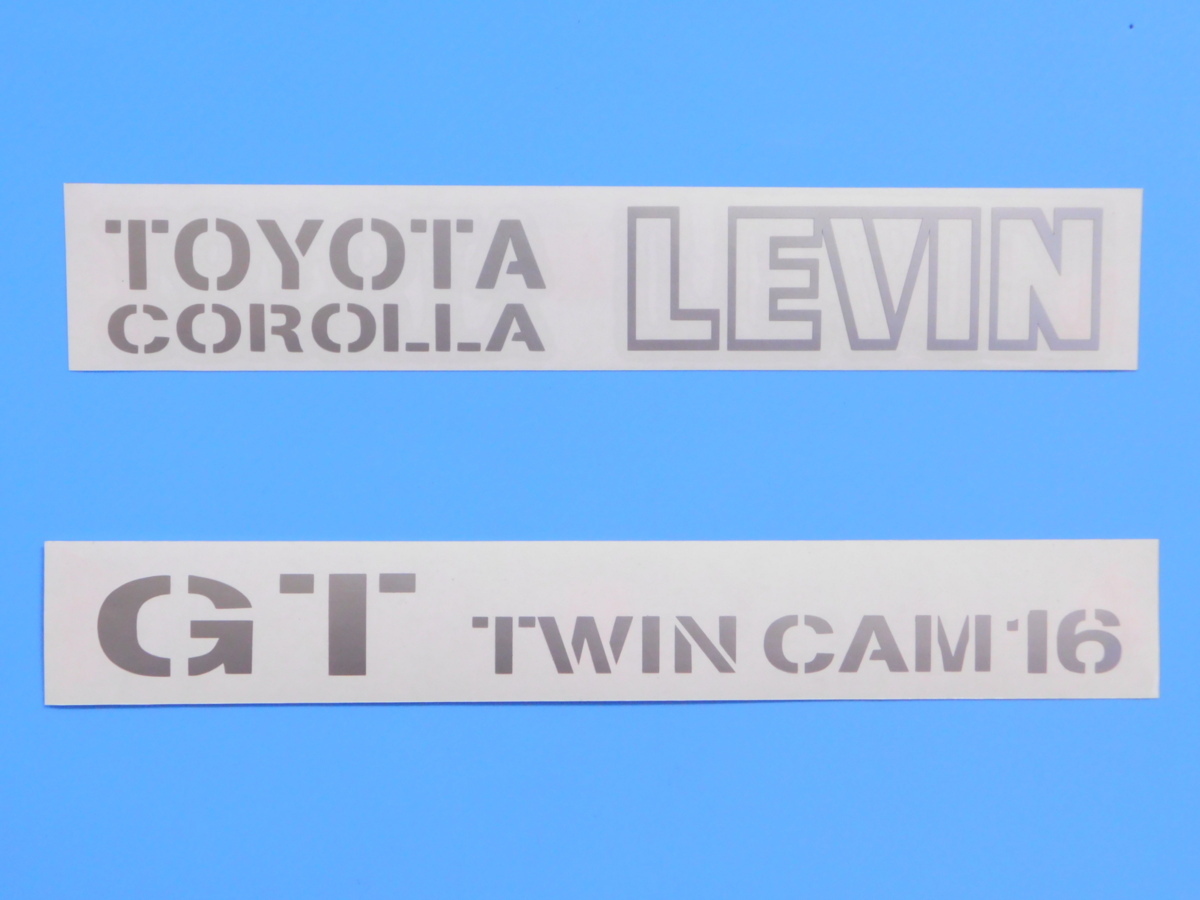 TOYOTA
COROLLA
LEVIN
GT TWIN CAM 16